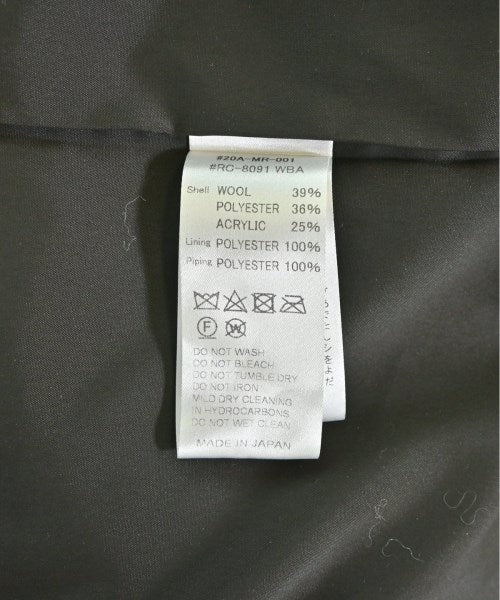 #20A-MR-001
#RC-8091 WBA
Shell WOOL 39%
POLYESTER 36%
ACRYLIC 25%
Lining POLYESTER 100%
Piping POLYESTER 100%
F W
DO NOT WASH
DO NOT BLEACH
DO NOT TUMBLE DRY
DO NOT IRON
MILD DRY CLEANING
IN HYDROCARBONS
DO NOT WET CLEAN
MADE IN JAPAN